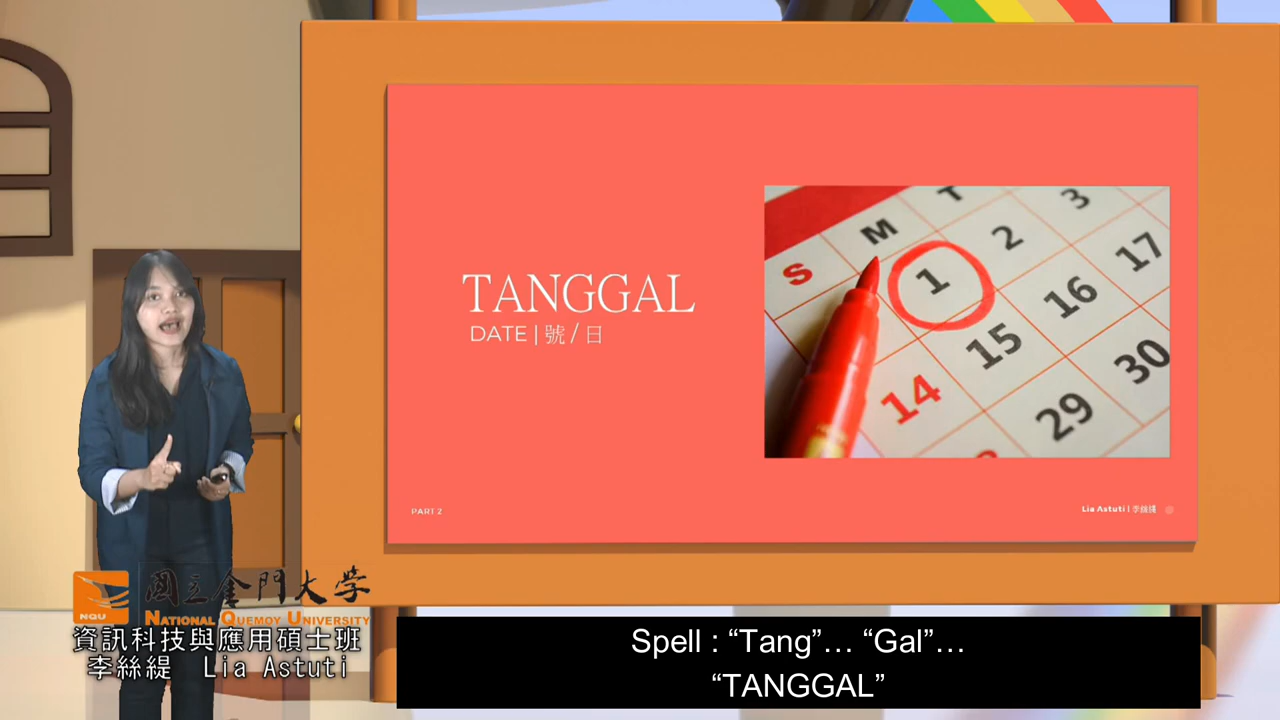 TANGGAL
DATE | 號 / 日
S
M
T
1
2
3
14
15
16
17
29
30
PART 2
Lia Astuti | 李絲緹
國立金門大學
NQU
NATIONAL QUEMOY UNIVERSITY
資訊科技與應用碩士班
李絲緹 Lia Astuti
Spell : “Tang”… “Gal”…
“TANGGAL”